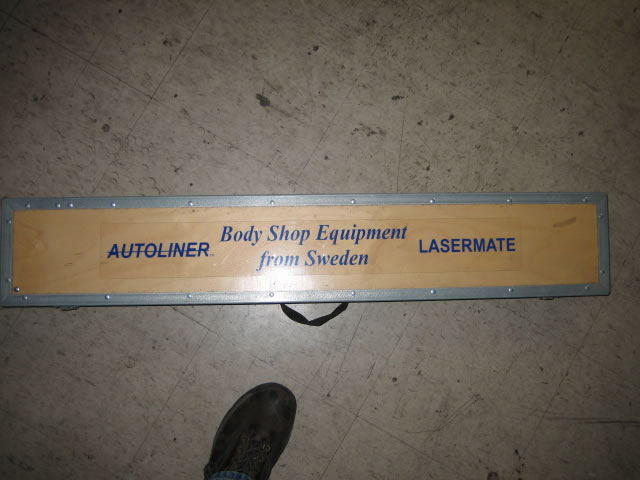 AUTOLINER
Body Shop Equipment
from Sweden
LASERMATE